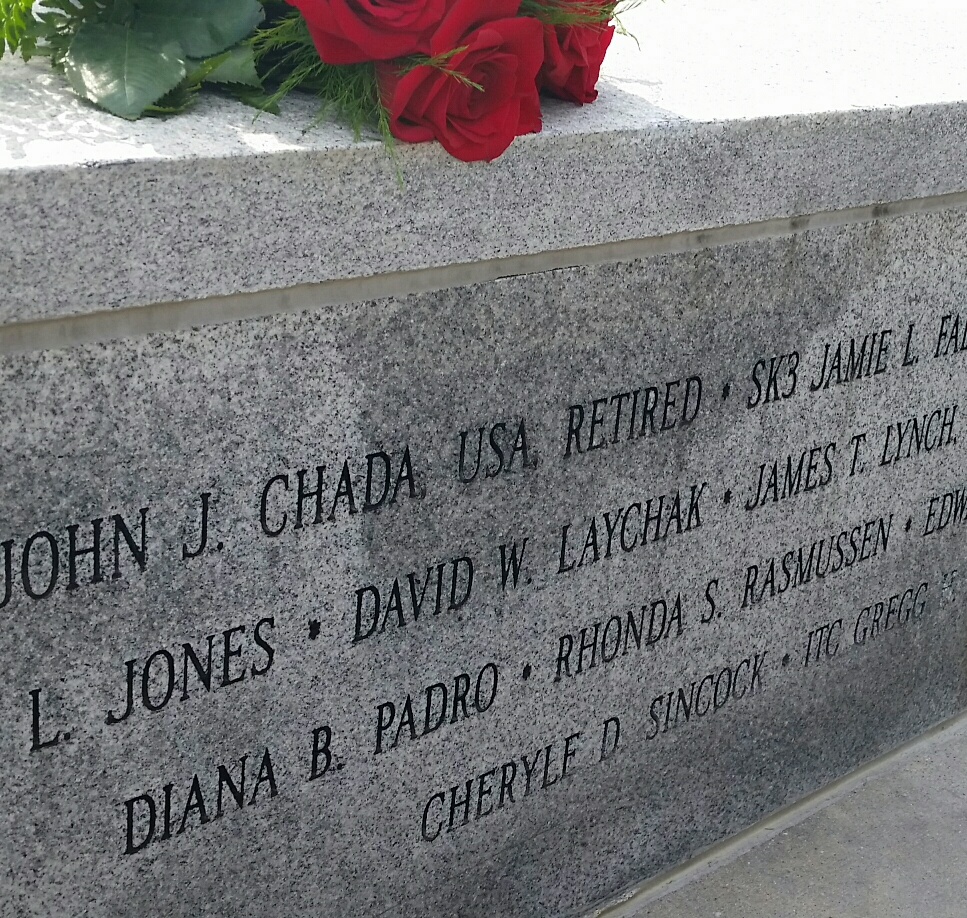 JOHN J. CHADA, USA, RETIRED • SK3 JAMIE L. FAL
L. JONES • DAVID W. LAYCHAK • JAMES T. LYNCH,
DIANA B. PADRO • RHONDA S. RASMUSSEN • EDW
CHERYLE D. SINCOCK • ITC GREGG